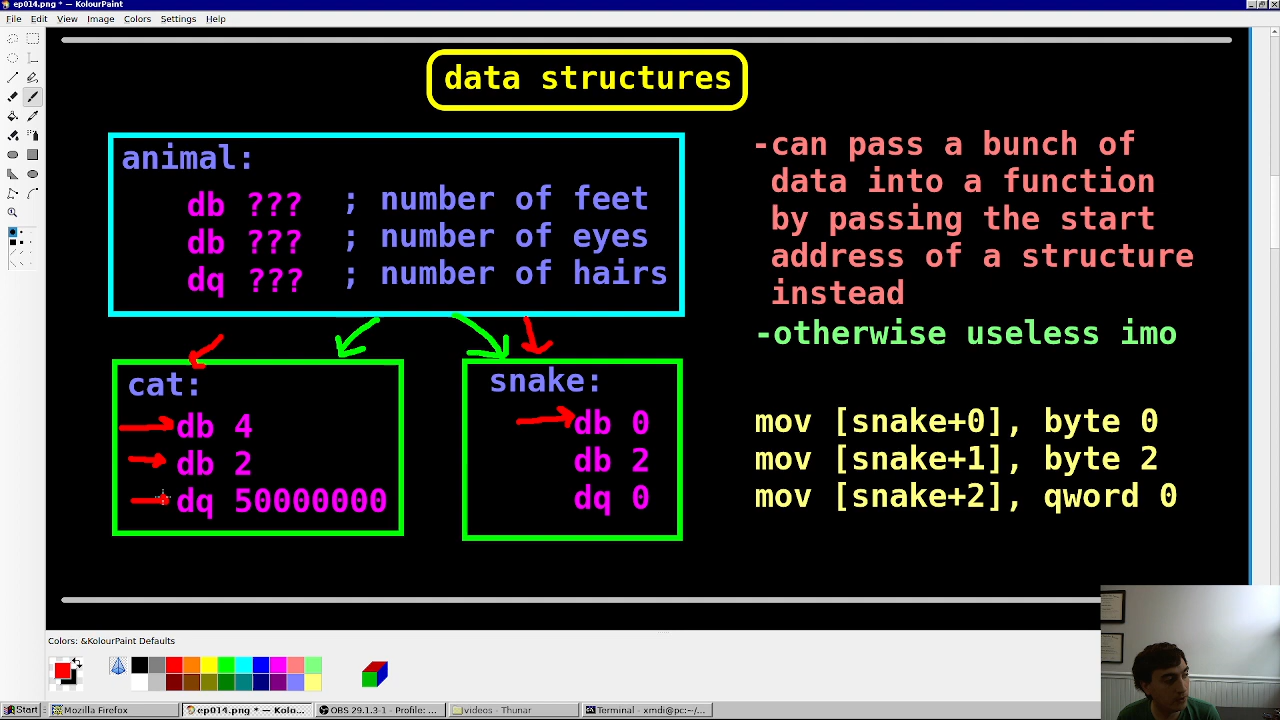 ep014.png * — KolourPaint
File Edit View Image Colors Settings Help
data structures
animal:
db ??? ; number of feet
db ??? ; number of eyes
dq ??? ; number of hairs
-can pass a bunch of
data into a function
by passing the start
address of a structure
instead
-otherwise useless imo
cat:
db 4
db 2
dq 50000000
snake:
db 0
db 2
dq 0
mov [snake+0], byte 0
mov [snake+1], byte 2
mov [snake+2], qword 0
Colors: &KolourPaint Defaults
Start
Mozilla Firefox
ep014.png * — Kolo...
OBS 29.1.3-1 - Profile: ...
videos - Thunar
Terminal - xmdi@pc:~/...